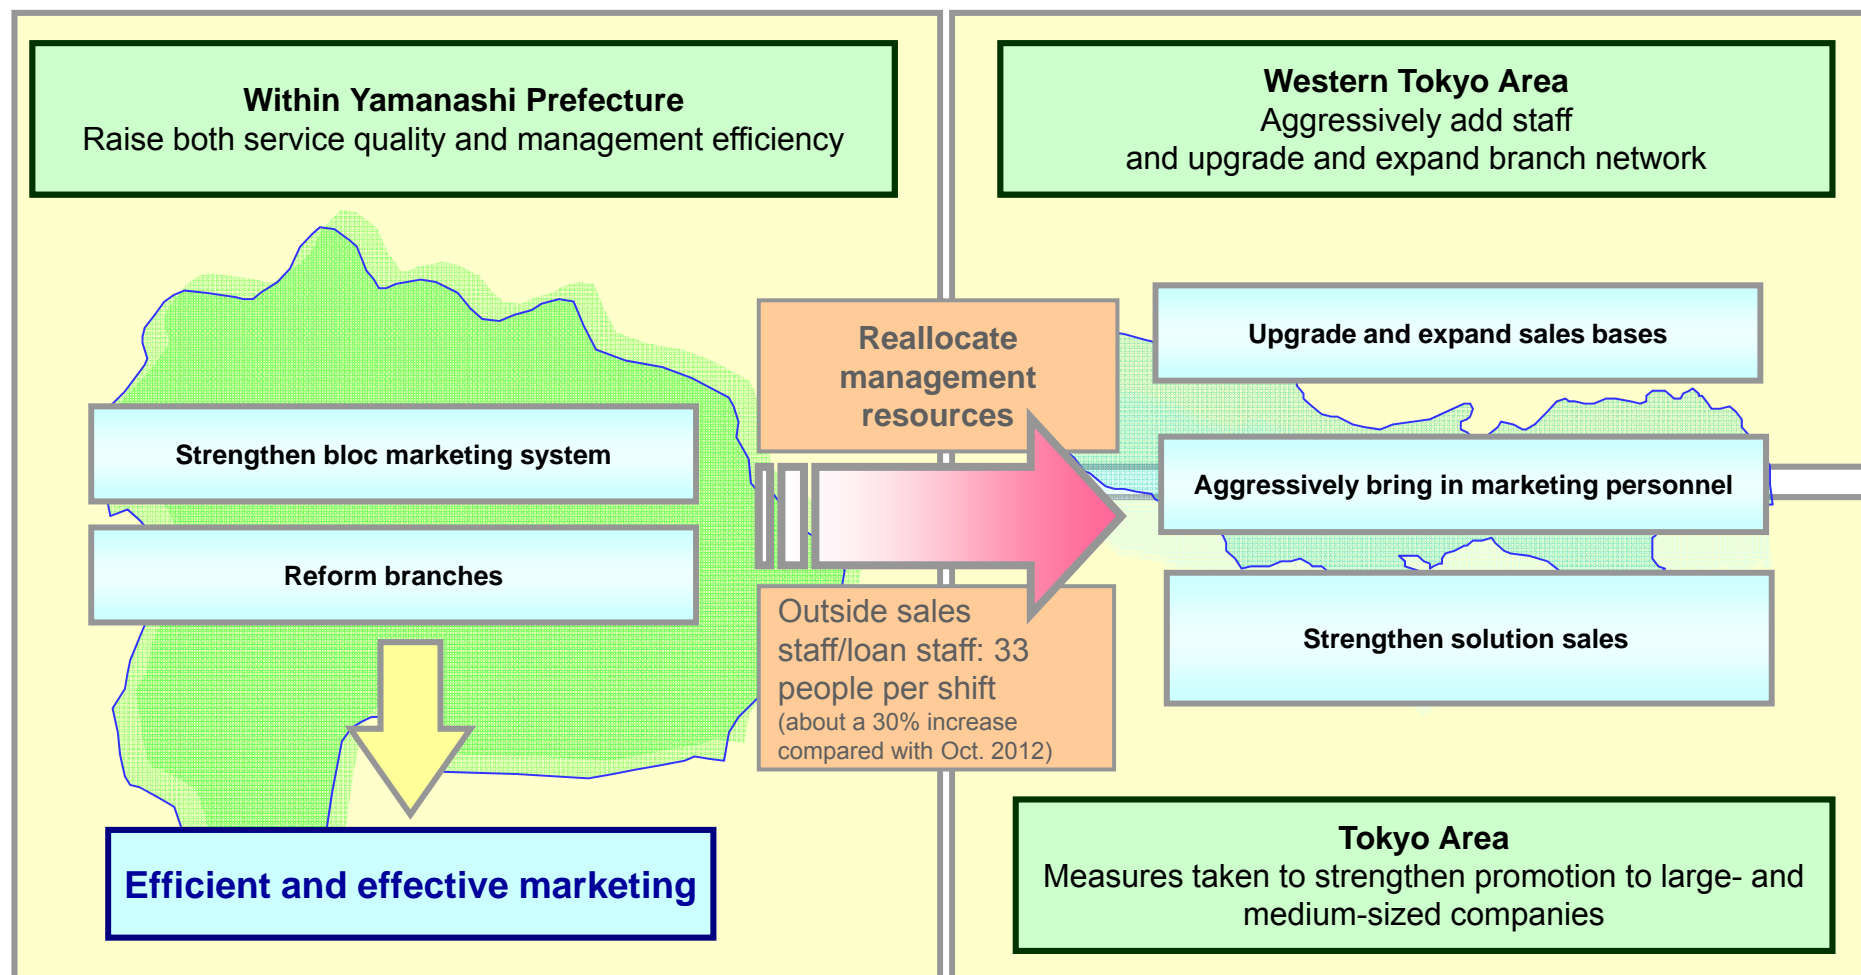 Within Yamanashi Prefecture
Raise both service quality and management efficiency
Strengthen bloc marketing system
Reform branches
Efficient and effective marketing
Reallocate
management
resources
Outside sales
staff/loan staff: 33
people per shift
(about a 30% increase
compared with Oct. 2012)
Western Tokyo Area
Aggressively add staff
and upgrade and expand branch network
Upgrade and expand sales bases
Aggressively bring in marketing personnel
Strengthen solution sales
Tokyo Area
Measures taken to strengthen promotion to large- and
medium-sized companies